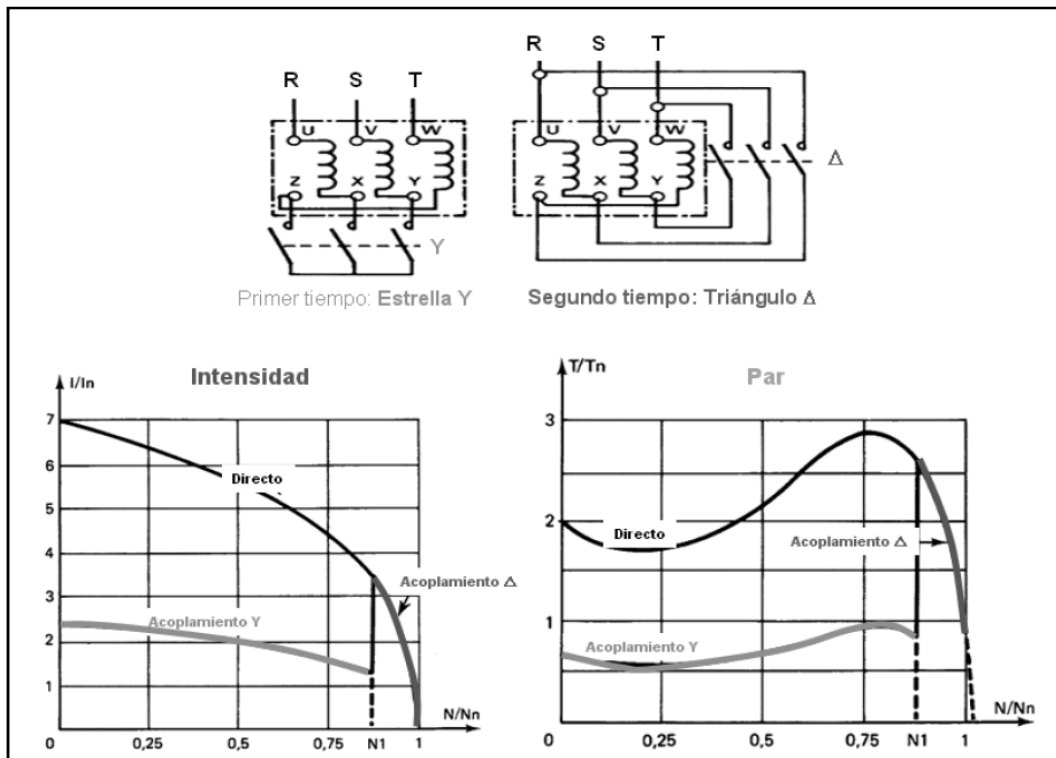 R S T
U V W
Z X Y
Y
Primer tiempo: Estrella Y
R S T
U V W
Z X Y
Δ
Segundo tiempo: Triángulo Δ
I/In
Intensidad
7
6
5
4
3
2
1
Directo
Acoplamiento Δ
Acoplamiento Y
N/Nn
0 0,25 0,5 0,75 N1 1
T/Tn
Par
3
2
1
0
Directo
Acoplamiento Δ
Acoplamiento Y
N/Nn
0 0,25 0,5 0,75 N1 1